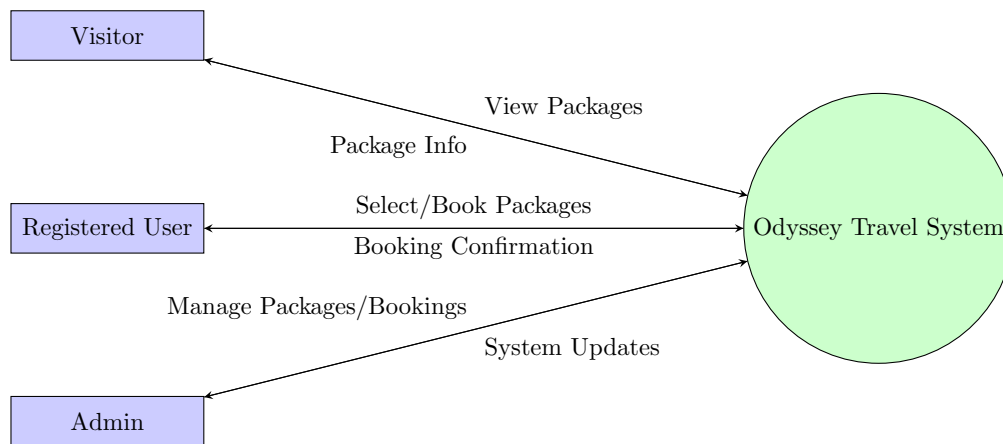 Visitor
View Packages
Package Info
Select/Book Packages
Registered User
Odyssey Travel System
Booking Confirmation
Manage Packages/Bookings
System Updates
Admin